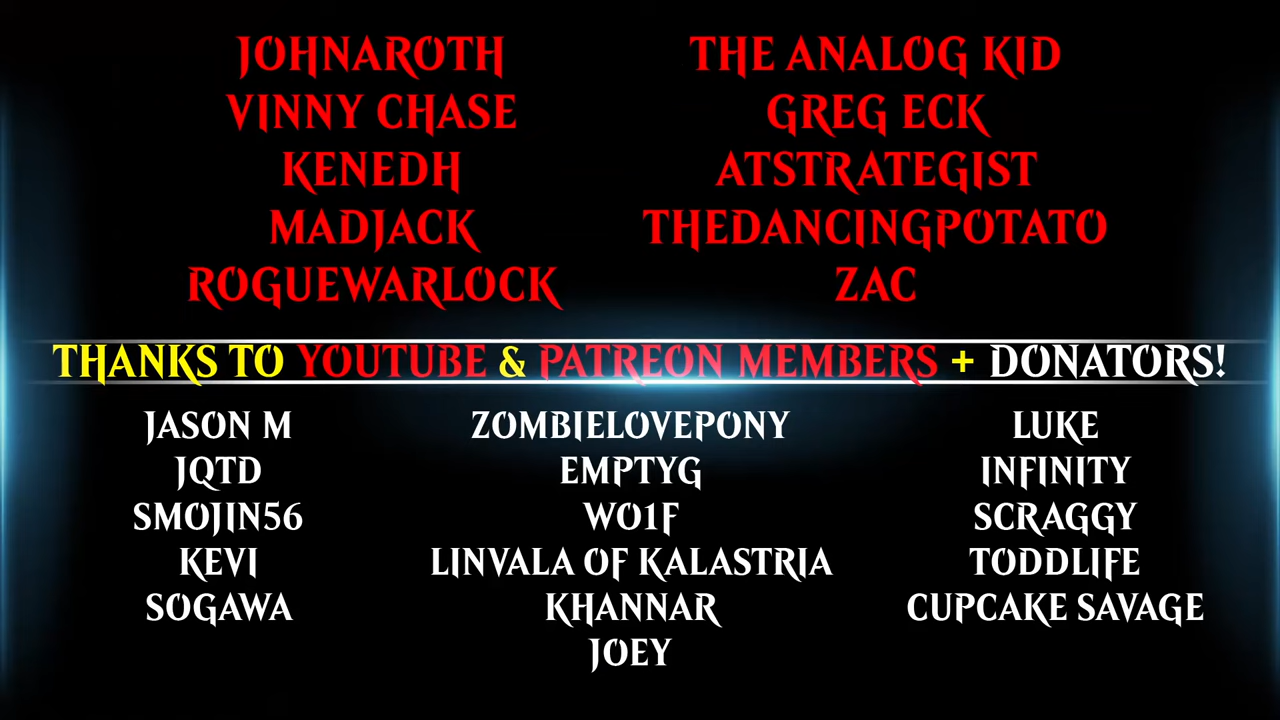 JOHNAROTH
THE ANALOG KID
VINNY CHASE
GREG ECK
KENEDH
ATSTRATEGIST
MADJACK
THEDANCINGPOTATO
ROGUEWARLOCK
ZAC
THANKS TO YOUTUBE & PATREON MEMBERS + DONATORS!
JASON M
ZOMBIELOVEPONY
LUKE
JQTD
EMPTYG
INFINITY
SMOJIN56
WO1F
SCRAGGY
KEVI
LINVALA OF KALASTRIA
TODDLIFE
SOGAWA
KHANNAR
CUPCAKE SAVAGE
JOEY